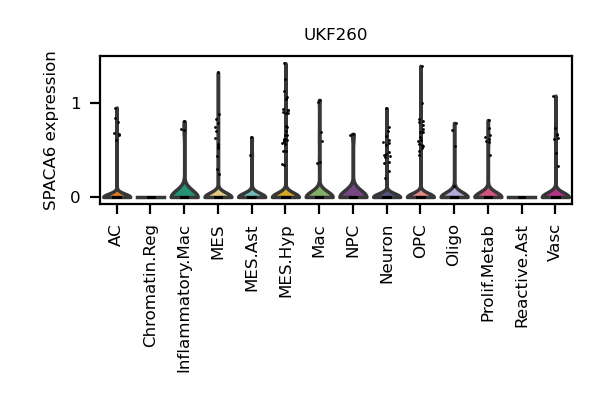 UKF260
SPACA6 expression
1
0
AC
Chromatin.Reg
Inflammatory.Mac
MES
MES.Ast
MES.Hyp
Mac
NPC
Neuron
OPC
Oligo
Prolif.Metab
Reactive.Ast
Vasc